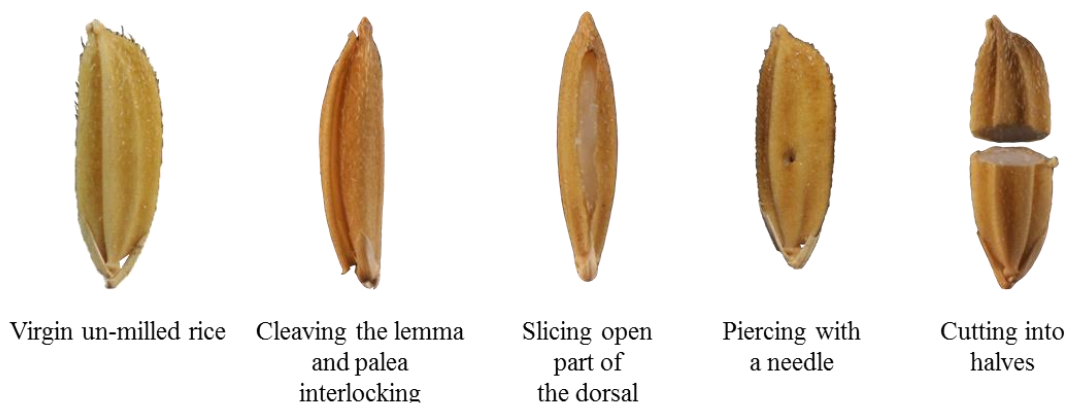 Virgin un-milled rice
Cleaving the lemma
and palea
interlocking
Slicing open
part of
the dorsal
Piercing with
a needle
Cutting into
halves